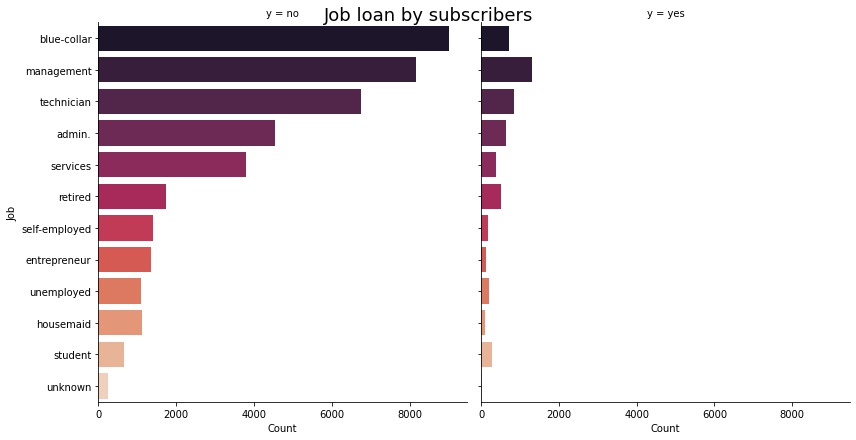 Job loan by subscribers
y = no
y = yes
blue-collar
management
technician
admin.
services
retired
self-employed
entrepreneur
unemployed
housemaid
student
unknown
Job
0 2000 4000 6000 8000
0 2000 4000 6000 8000
Count
Count